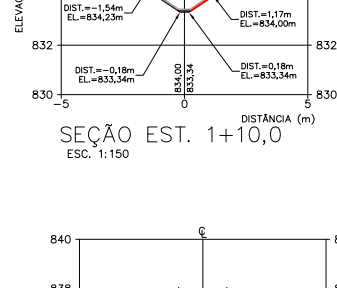 ELEVAÇ
DIST.=-1,54m
EL.=834,23m
DIST.=1,17m
EL.=834,00m
832
832
DIST.=-0,18m
EL.=833,34m
834,00
833,34
DIST.=0,18m
EL.=833,34m
830
830
-5
0
5
DISTÂNCIA (m)
SEÇÃO EST. 1+10,0
ESC. 1:150
840
℄
838